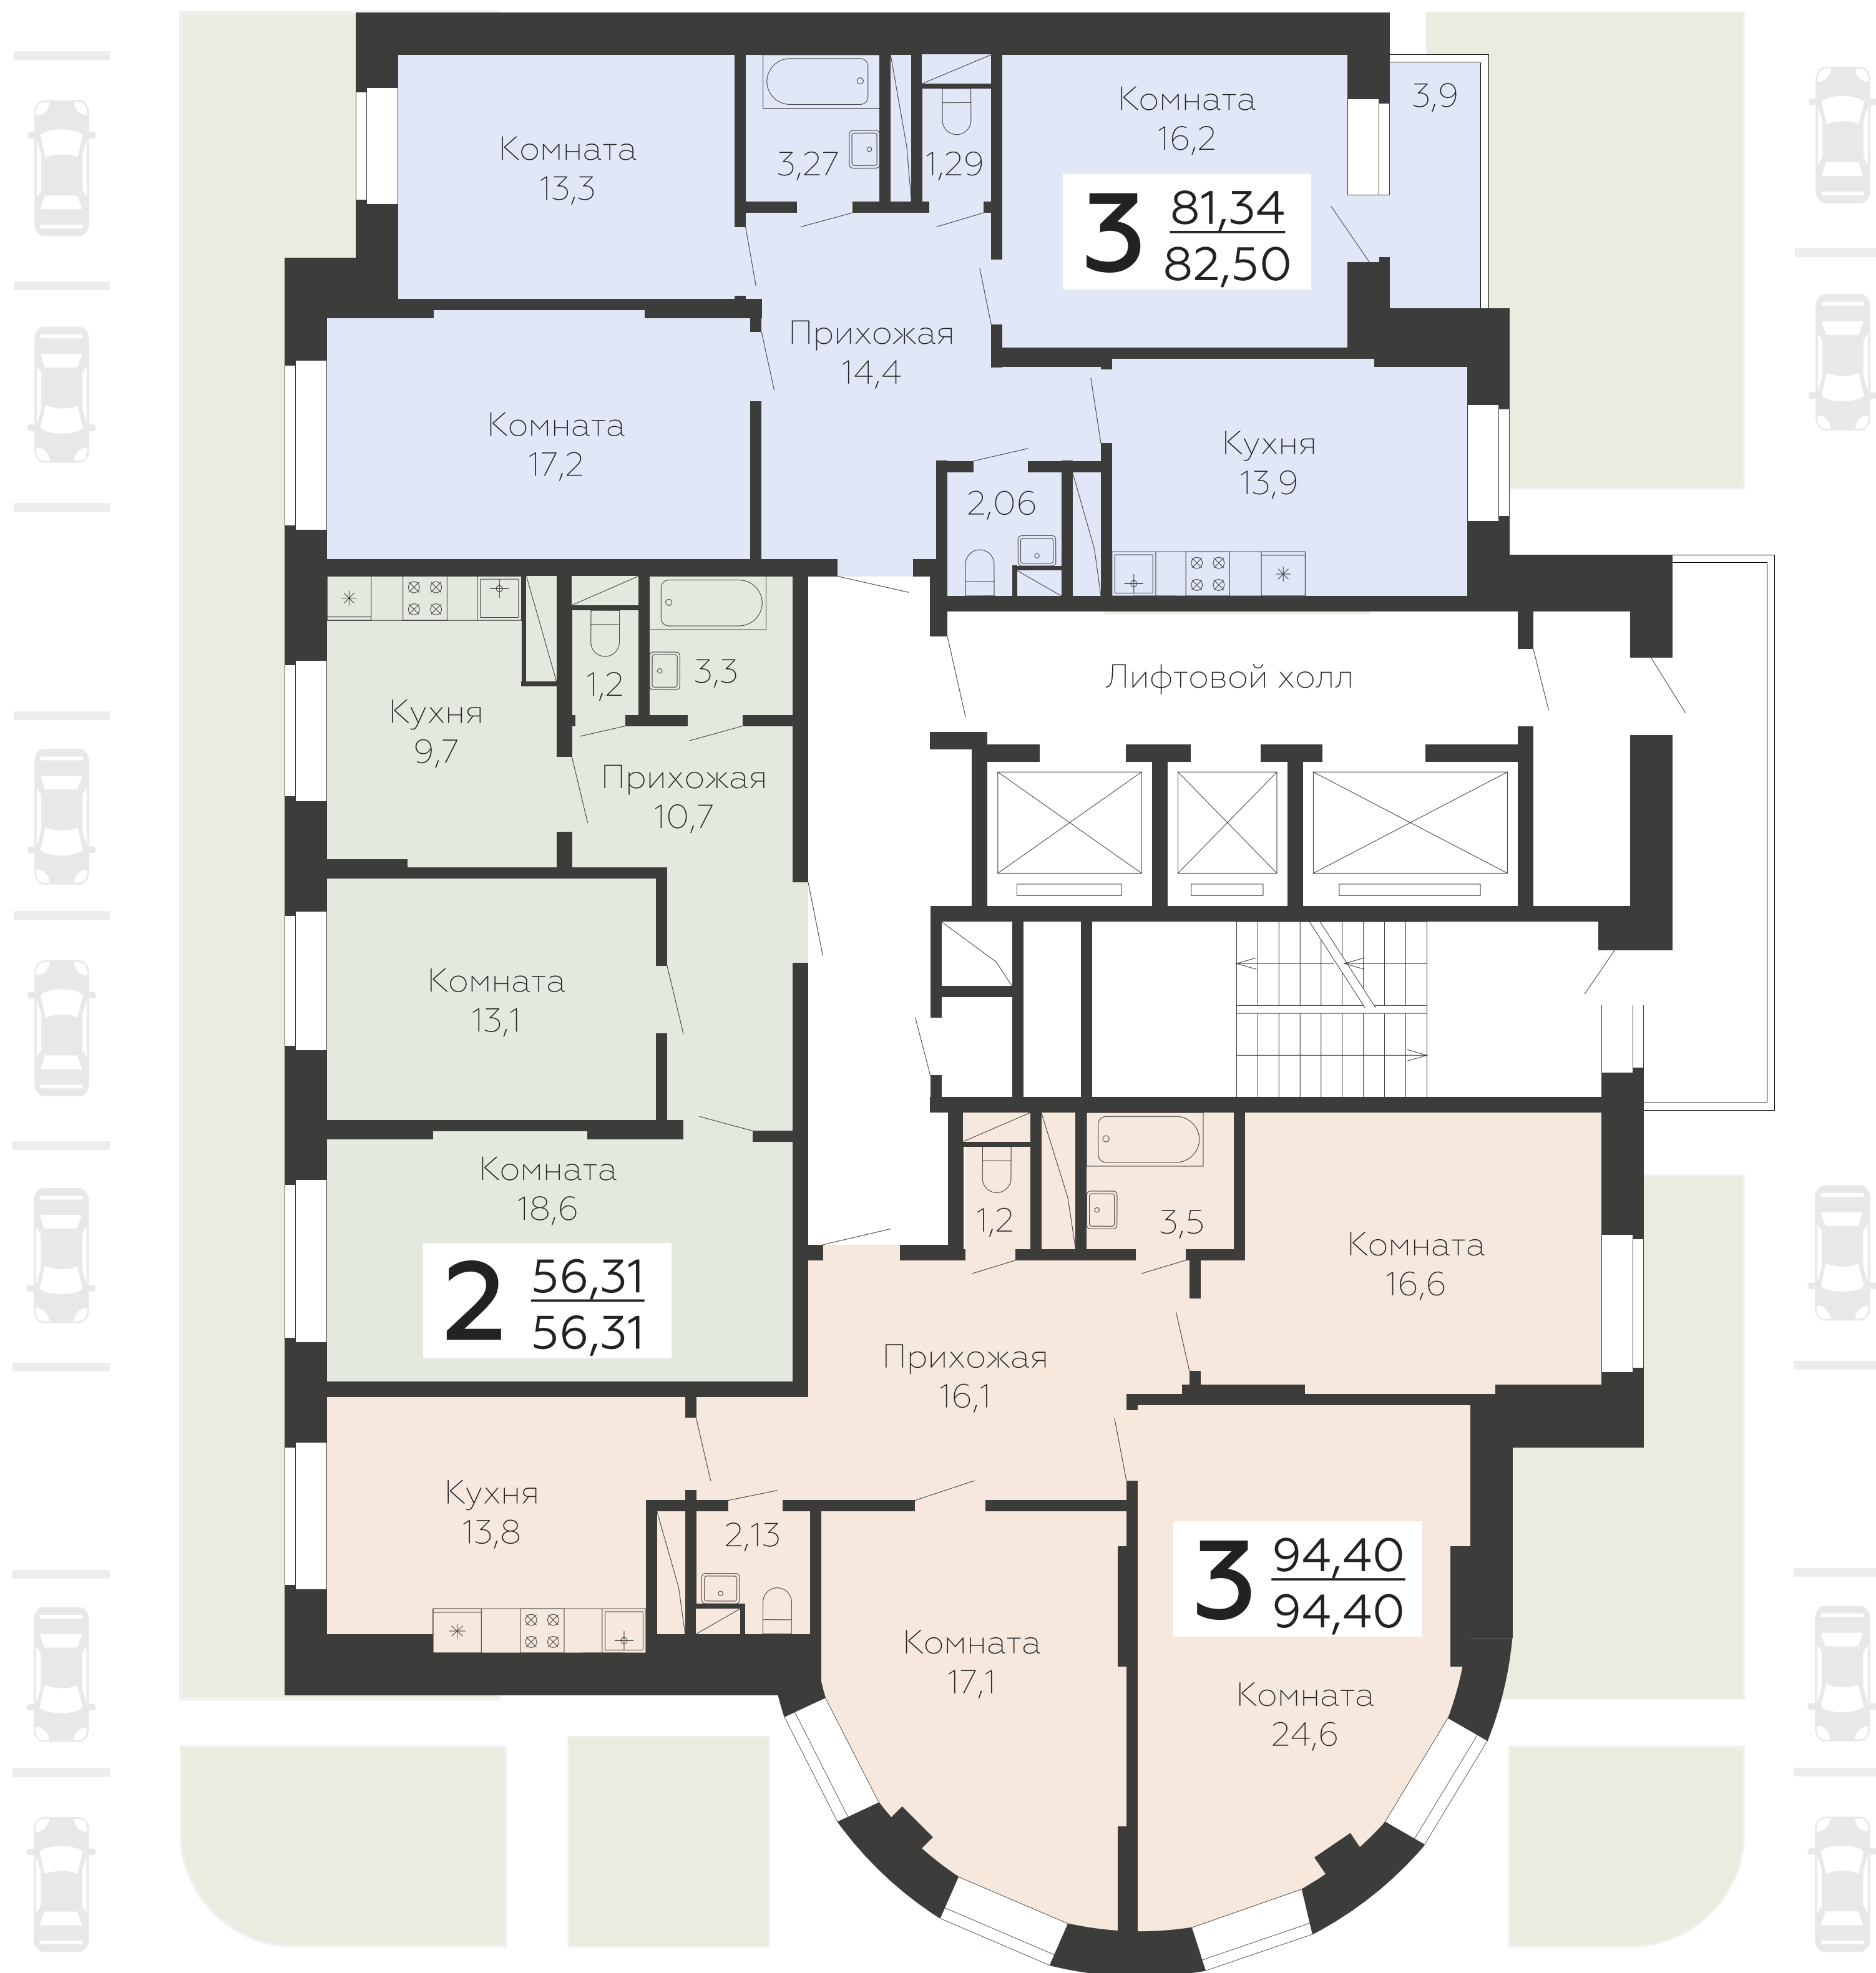 Комната
13,3
3,27
1,29
Комната
16,2
3,9
3
81,34
82,50
Прихожая
14,4
Комната
17,2
Кухня
13,9
2,06
Кухня
9,7
1,2
3,3
Прихожая
10,7
Лифтовой холл
Комната
13,1
Комната
18,6
2
56,31
56,31
1,2
3,5
Комната
16,6
Прихожая
16,1
Кухня
13,8
2,13
Комната
17,1
3
94,40
94,40
Комната
24,6